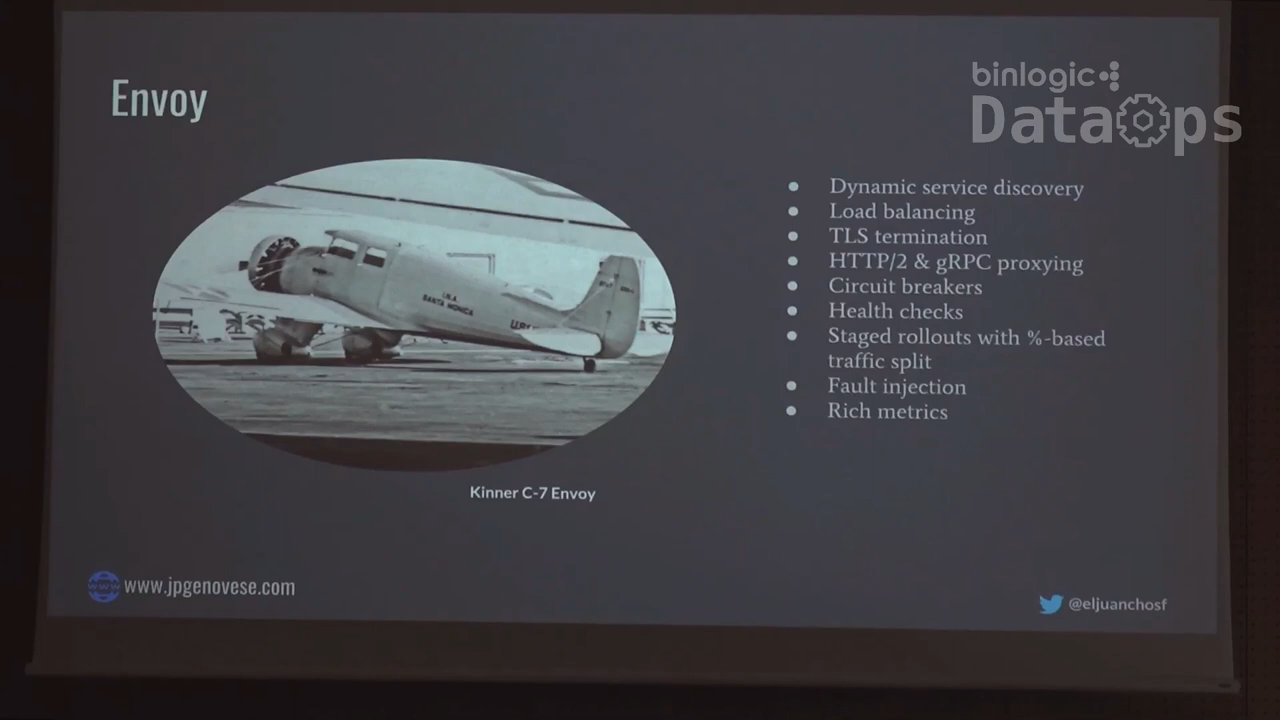 Envoy
binlogic
DataOps
• Dynamic service discovery
• Load balancing
• TLS termination
• HTTP/2 & gRPC proxying
• Circuit breakers
• Health checks
• Staged rollouts with %-based
traffic split
• Fault injection
• Rich metrics
SANTA MONICA
Kinner C-7 Envoy
www.jpgenovese.com
@eljuanchosf